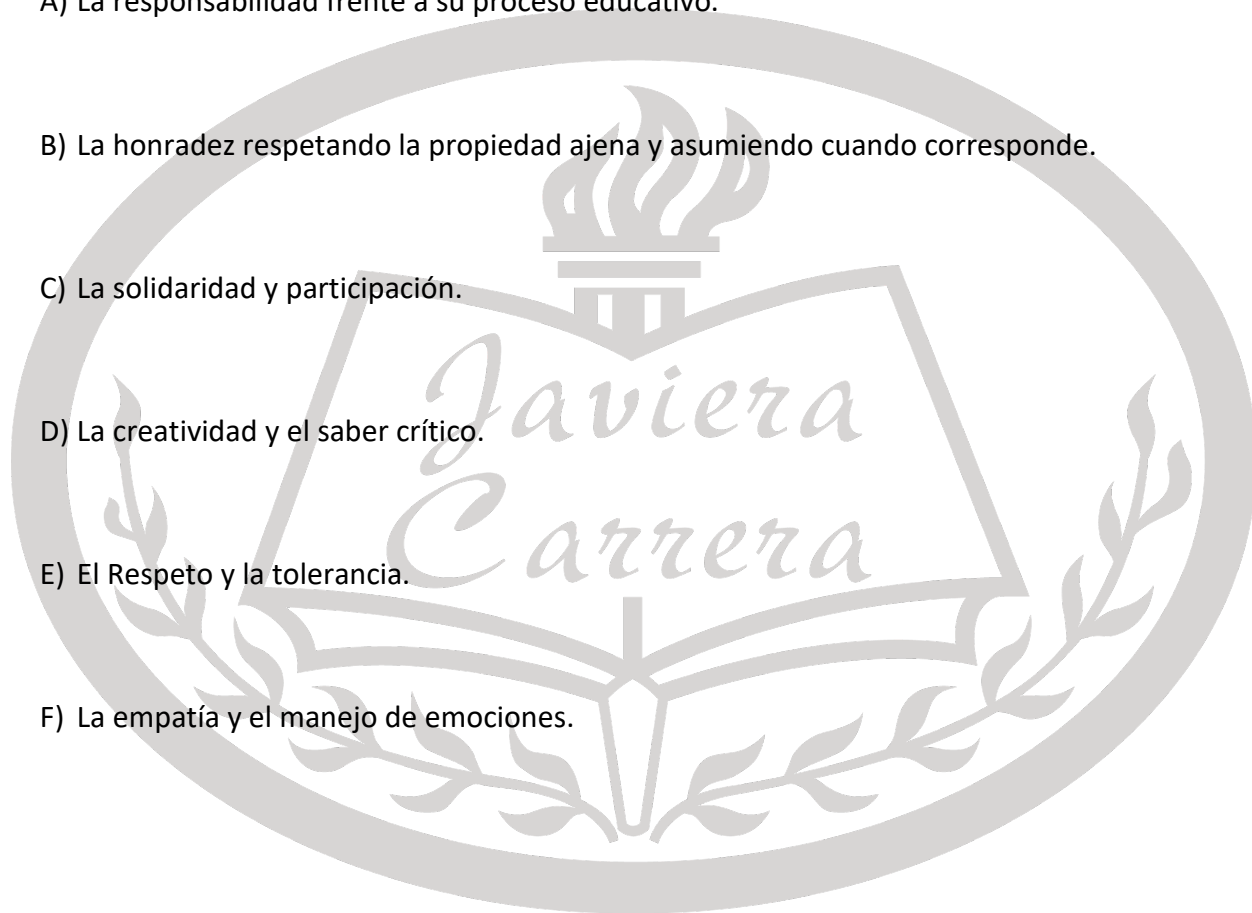 A) La responsabilidad frente a su proceso educativo.
B) La honradez respetando la propiedad ajena y asumiendo cuando corresponde.
C) La solidaridad y participación.
Javiera
D) La creatividad y el saber crítico.
Carrera
E) El Respeto y la tolerancia.
F) La empatía y el manejo de emociones.